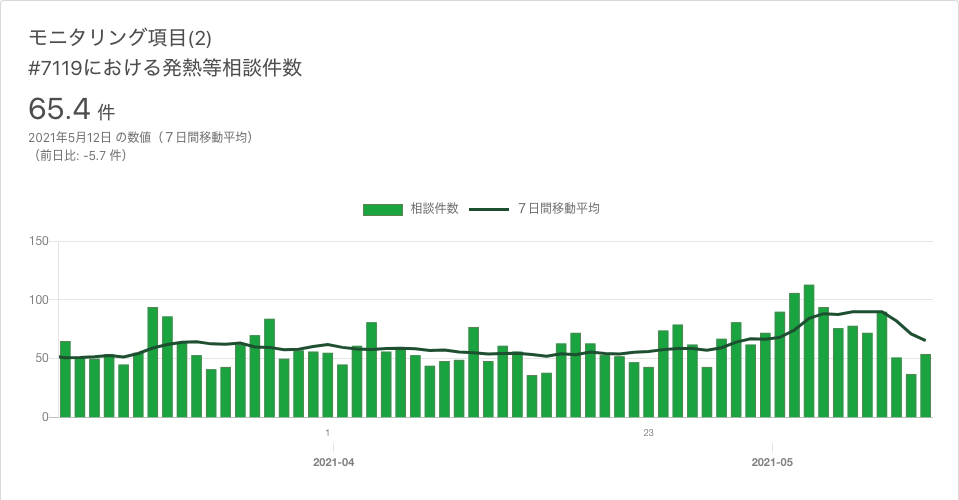 モニタリング項目(2)
#7119における発熱等相談件数
65.4 件
2021年5月12日 の数値（７日間移動平均）
（前日比: -5.7 件）
相談件数 ７日間移動平均
150
100
50
0
1 23
2021-04 2021-05